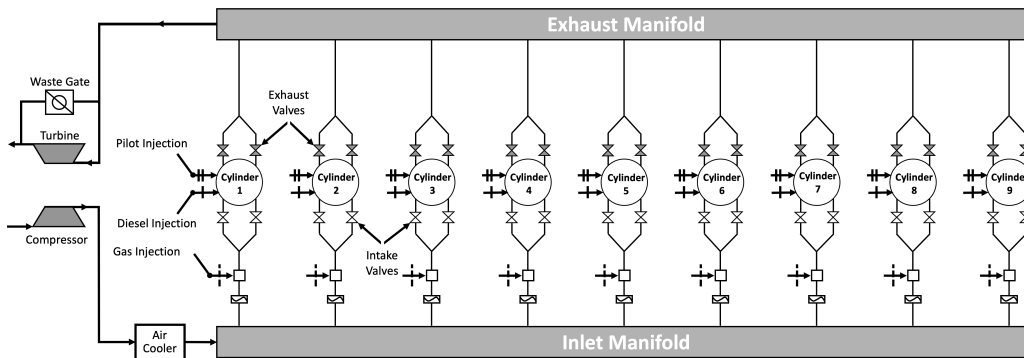 Exhaust Manifold
Waste Gate
Exhaust
Valves
Turbine
Pilot Injection
Cylinder
1
Cylinder
2
Cylinder
3
Cylinder
4
Cylinder
5
Cylinder
6
Cylinder
7
Cylinder
8
Cylinder
9
Diesel Injection
Compressor
Gas Injection
Intake
Valves
Air
Cooler
Inlet Manifold